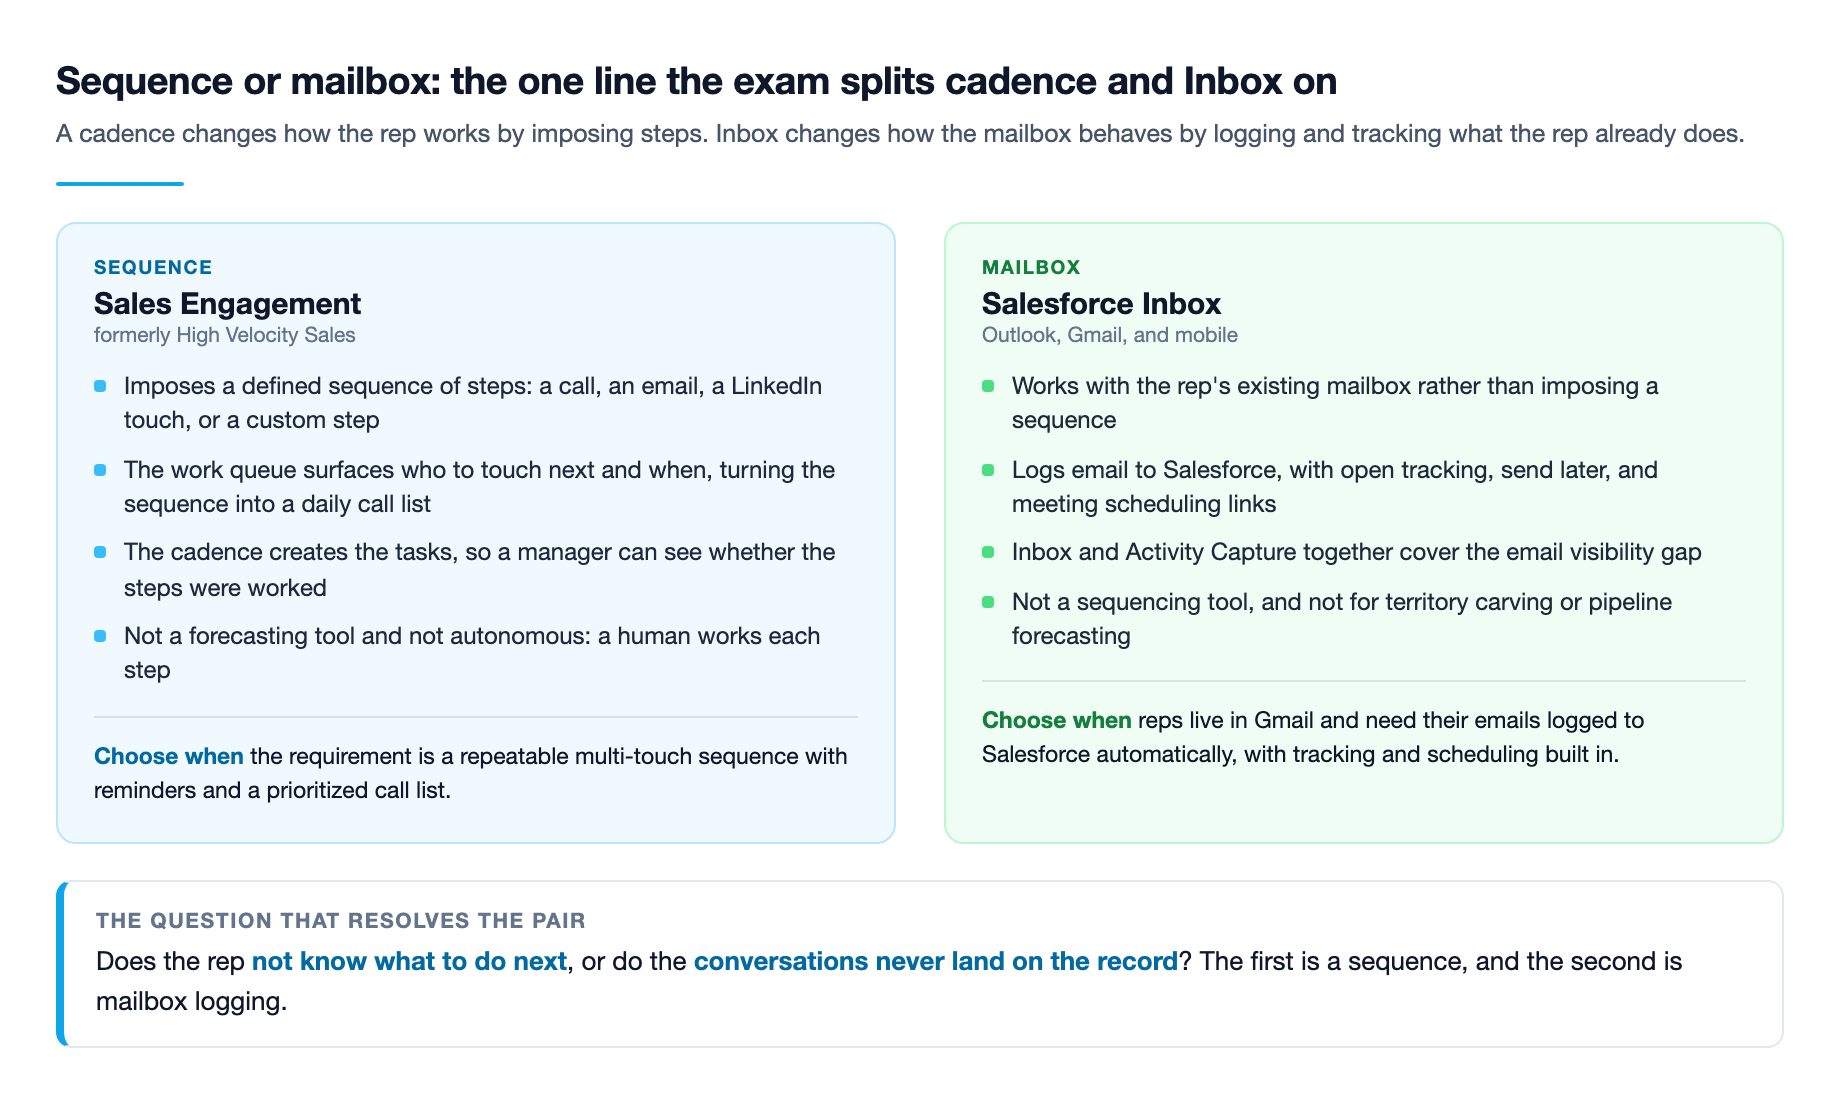 Sequence or mailbox: the one line the exam splits cadence and Inbox on
A cadence changes how the rep works by imposing steps. Inbox changes how the mailbox behaves by logging and tracking what the rep already does.
SEQUENCE
Sales Engagement
formerly High Velocity Sales
Imposes a defined sequence of steps: a call, an email, a LinkedIn
touch, or a custom step
The work queue surfaces who to touch next and when, turning the
sequence into a daily call list
The cadence creates the tasks, so a manager can see whether the
steps were worked
Not a forecasting tool and not autonomous: a human works each
step
Choose when the requirement is a repeatable multi-touch sequence with
reminders and a prioritized call list.
MAILBOX
Salesforce Inbox
Outlook, Gmail, and mobile
Works with the rep's existing mailbox rather than imposing a
sequence
Logs email to Salesforce, with open tracking, send later, and
meeting scheduling links
Inbox and Activity Capture together cover the email visibility gap
Not a sequencing tool, and not for territory carving or pipeline
forecasting
Choose when reps live in Gmail and need their emails logged to
Salesforce automatically, with tracking and scheduling built in.
THE QUESTION THAT RESOLVES THE PAIR
Does the rep not know what to do next, or do the conversations never land on the record? The first is a sequence, and the second is
mailbox logging.